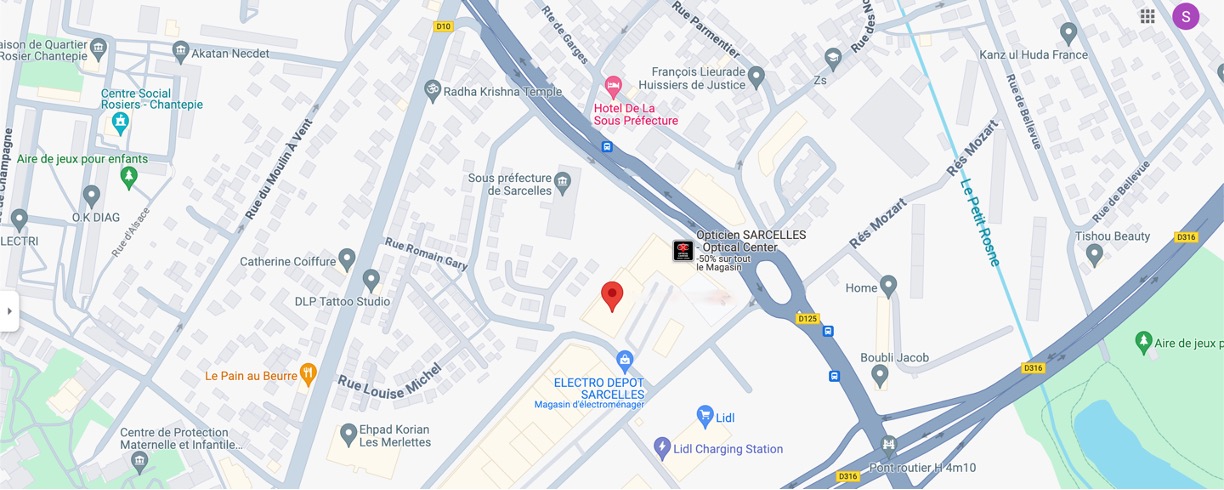 D10
Rte de Garges
Rue Parmentier
Rue des
S
aison de Quartier
Rosier Chantepie
Akatan Necdet
Kanz ul Huda France
François Lieurade
Huissiers de Justice
Zs
Centre Social
Rosiers - Chantepie
Radha Krishna Temple
Hotel De La
Sous Préfecture
Rue de Bellevue
de Champagne
Rue du Moulin À Vent
Aire de jeux pour enfants
Rés Mozart
Sous préfecture
de Sarcelles
Le Petit Rosne
Rue de Bellevue
O.K DIAG
Rue d'Alsace
LECTRI
Rés Mozart
Opticien SARCELLES
- Optical Center
-50% sur tout
le Magasin
Tishou Beauty
D316
Rue Romain Gary
Catherine Coiffure
DLP Tattoo Studio
Home
D125
Aire de jeux p
Boubli Jacob
D316
Le Pain au Beurre
Rue Louise Michel
ELECTRO DEPOT
SARCELLES
Magasin d'électroménager
Lidl
Centre de Protection
Maternelle et Infantile...
Ehpad Korian
Les Merlettes
Lidl Charging Station
Pont routier H 4m10
D316